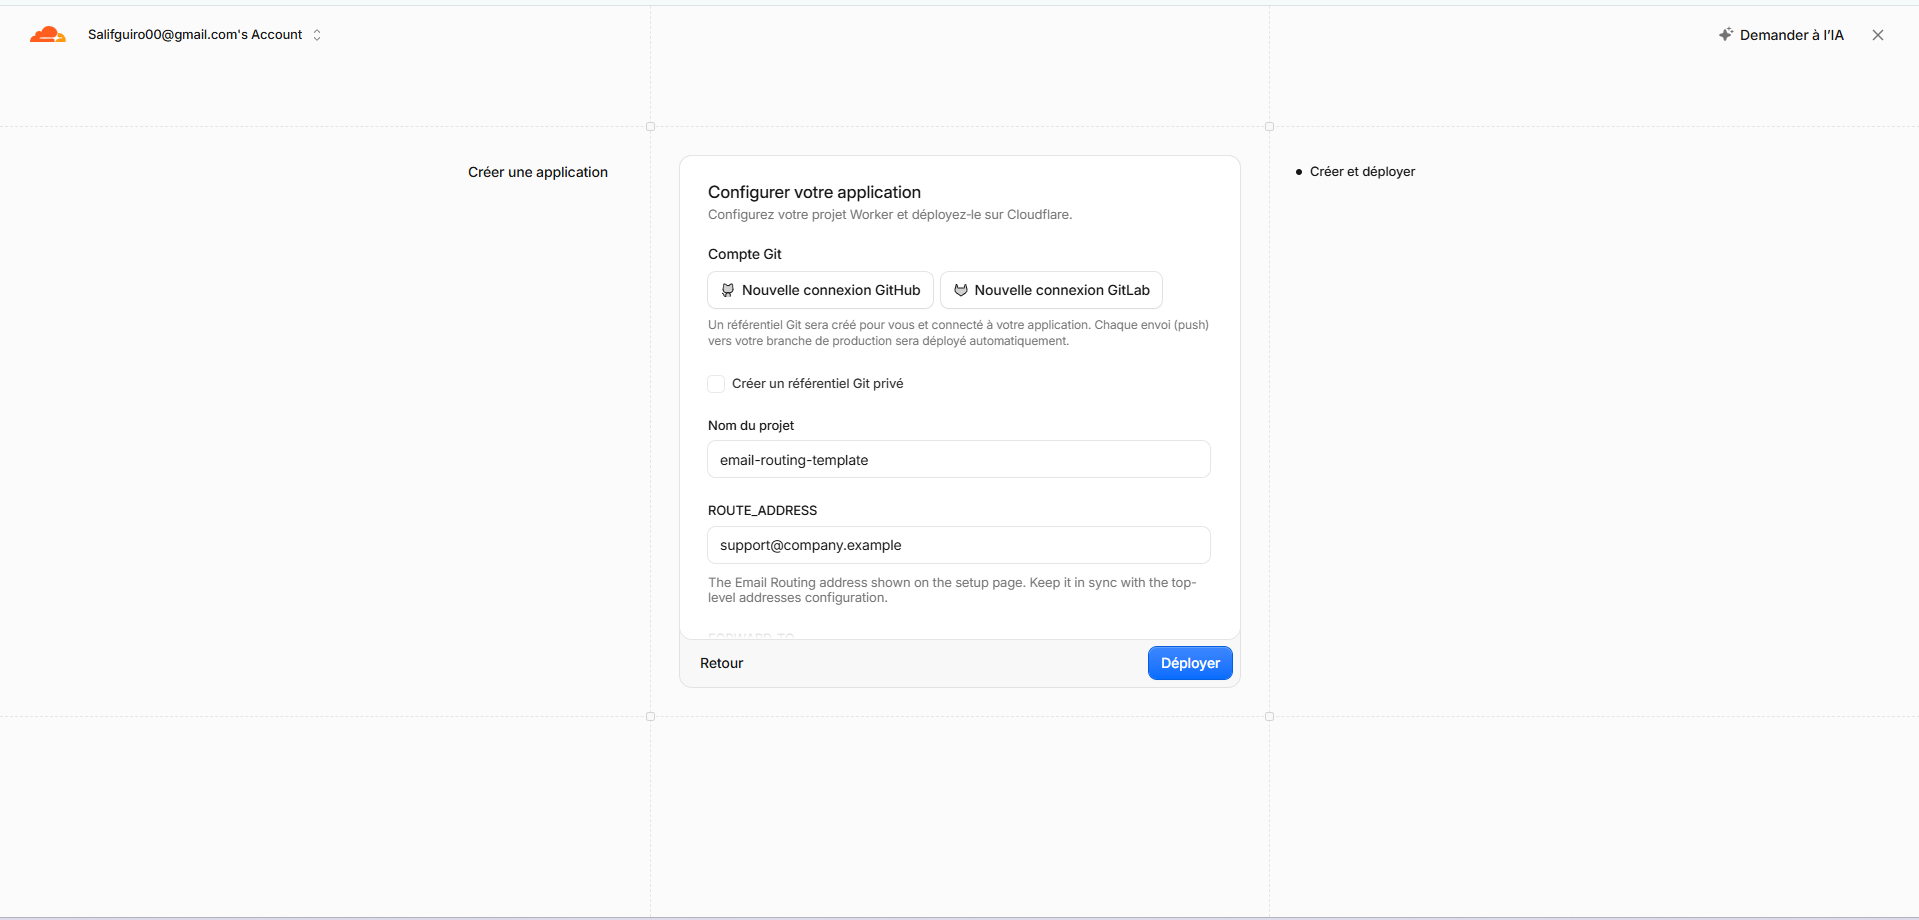 Salifguiro00@gmail.com's Account
Demander à l’IA
Créer une application
Configurer votre application
Configurez votre projet Worker et déployez-le sur Cloudflare.
Compte Git
Nouvelle connexion GitHub
Nouvelle connexion GitLab
Un référentiel Git sera créé pour vous et connecté à votre application. Chaque envoi (push)
vers votre branche de production sera déployé automatiquement.
Créer un référentiel Git privé
Nom du projet
email-routing-template
ROUTE_ADDRESS
support@company.example
The Email Routing address shown on the setup page. Keep it in sync with the top-
level addresses configuration.
FORWARD_TO
Retour
Déployer
Créer et déployer